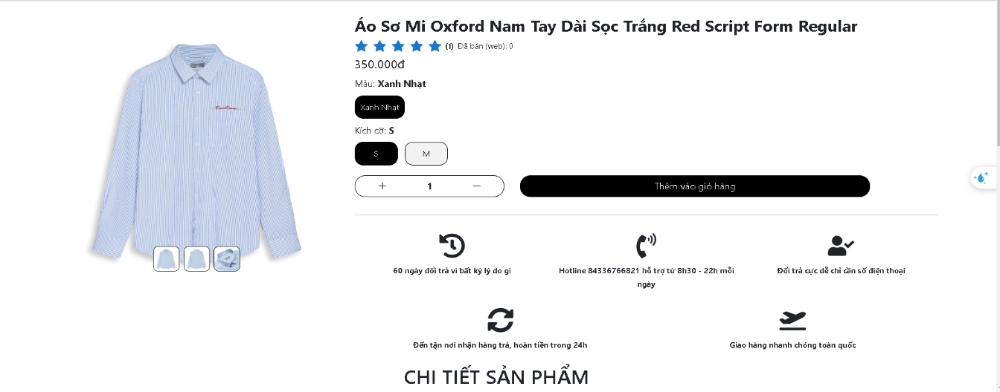 Áo Sơ Mi Oxford Nam Tay Dài Sọc Trắng Red Script Form Regular
(1) Đã bán (web): 0
350.000đ
Màu: Xanh Nhạt
Xanh Nhạt
Kích cỡ: S
S
M
+ 1 −
Thêm vào giỏ hàng
60 ngày đổi trả vì bất kỳ lý do gì
Hotline 84336766821 hỗ trợ từ 8h30 - 22h mỗi
ngày
Đổi trả cực dễ chỉ cần số điện thoại
Đến tận nơi nhận hàng trả, hoàn tiền trong 24h
Giao hàng nhanh chóng toàn quốc
CHI TIẾT SẢN PHẨM